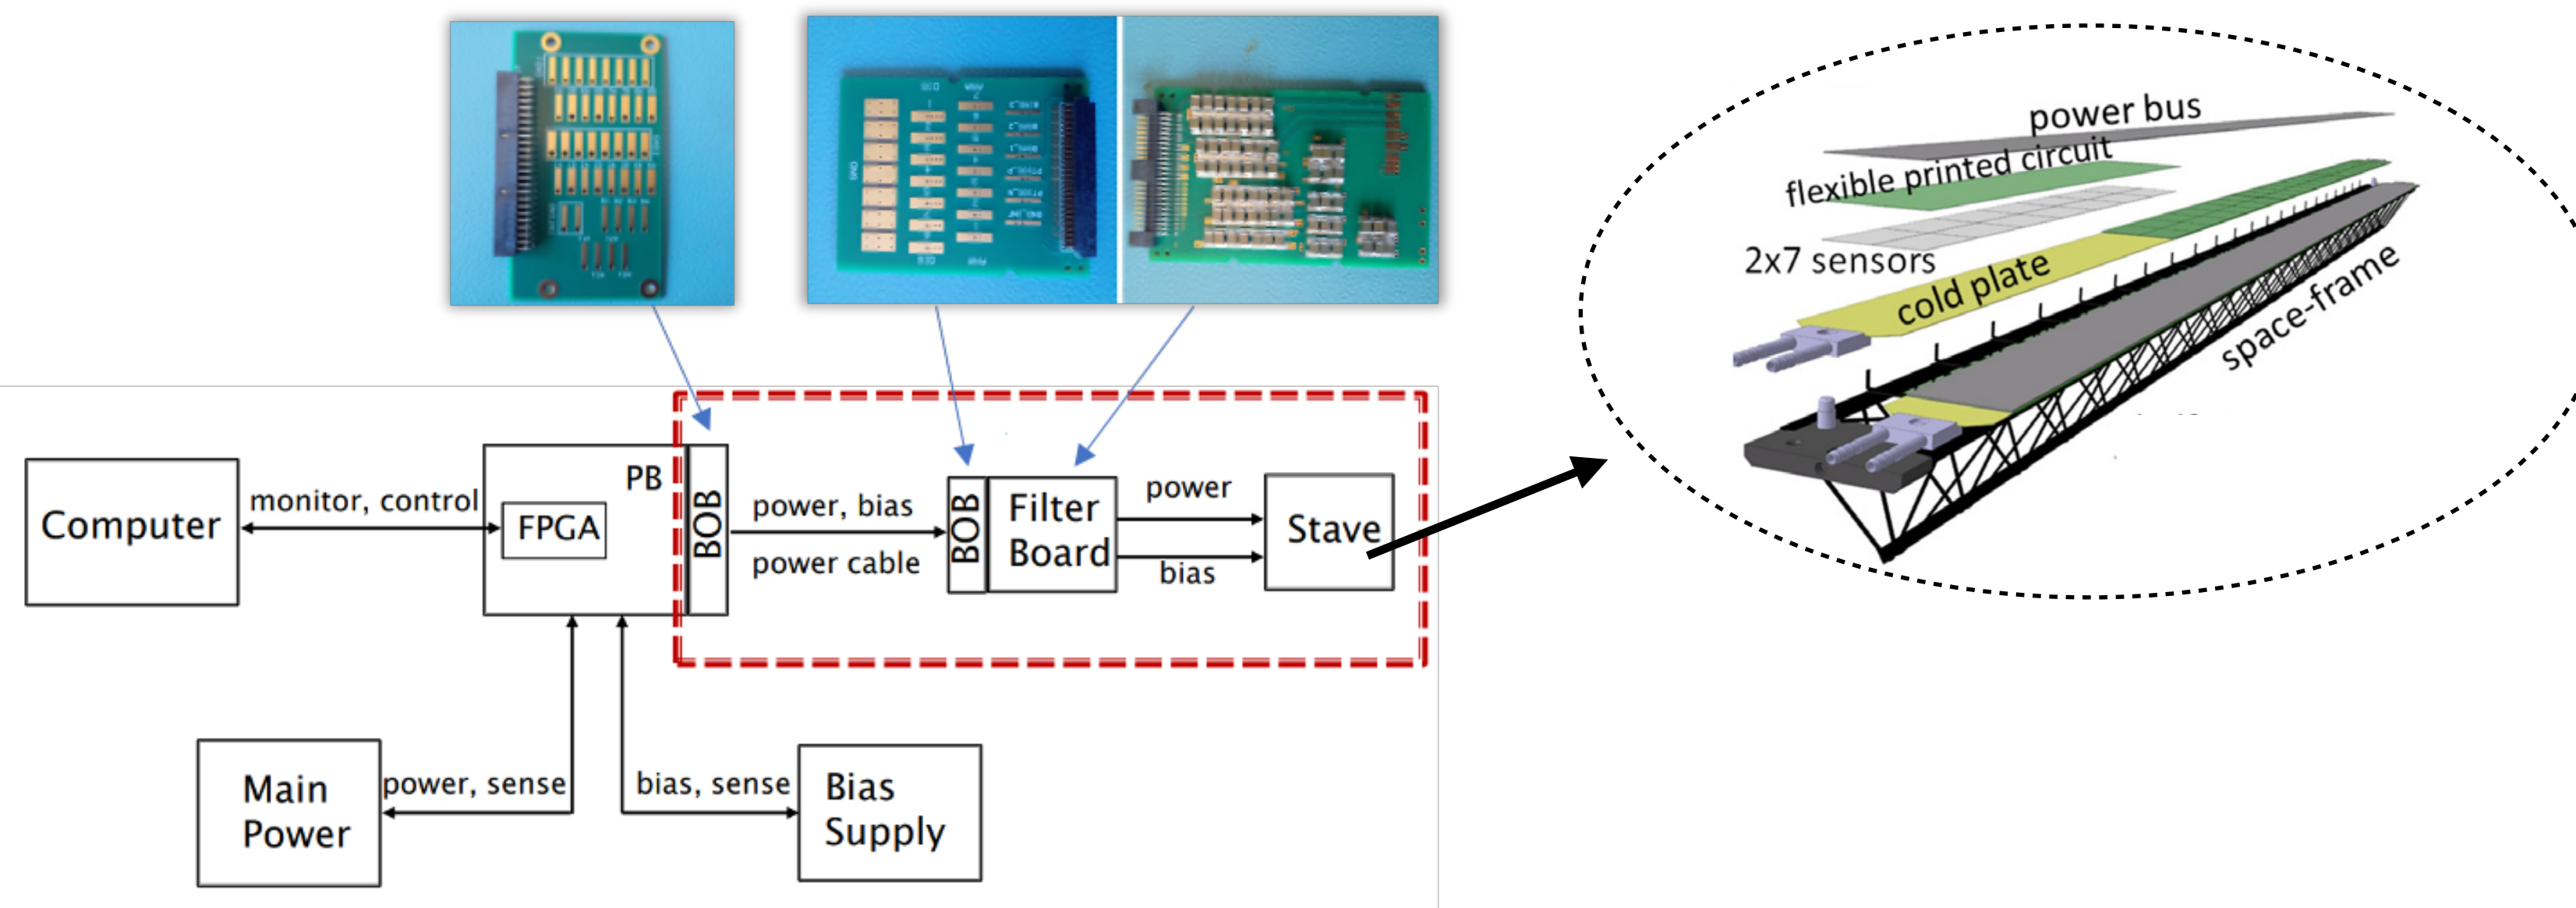 power bus
flexible printed circuit
2x7 sensors
cold plate
space-frame
PB
Computer
monitor, control
FPGA
BOB
power, bias
power cable
BOB
Filter
Board
power
bias
Stave
Main
Power
power, sense
bias, sense
Bias
Supply